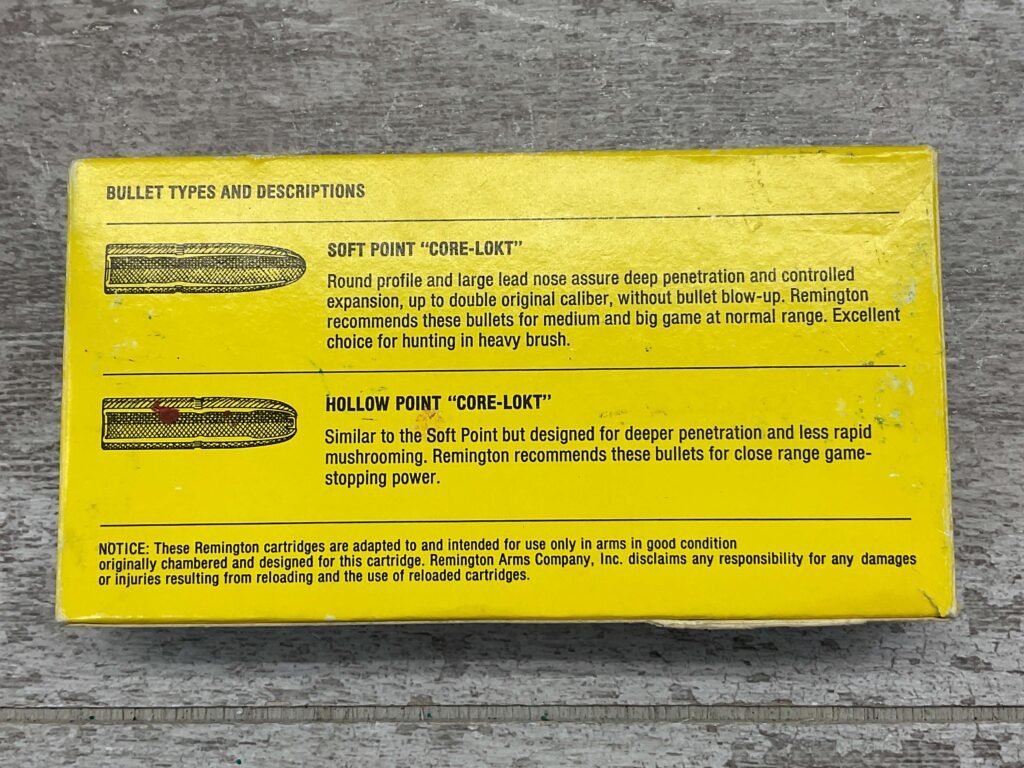 BULLET TYPES AND DESCRIPTIONS
SOFT POINT “CORE-LOKT”
Round profile and large lead nose assure deep penetration and controlled
expansion, up to double original caliber, without bullet blow-up. Remington
recommends these bullets for medium and big game at normal range. Excellent
choice for hunting in heavy brush.
HOLLOW POINT “CORE-LOKT”
Similar to the Soft Point but designed for deeper penetration and less rapid
mushrooming. Remington recommends these bullets for close range game-
stopping power.
NOTICE: These Remington cartridges are adapted to and intended for use only in arms in good condition
originally chambered and designed for this cartridge. Remington Arms Company, Inc. disclaims any responsibility for any damages
or injuries resulting from reloading and the use of reloaded cartridges.